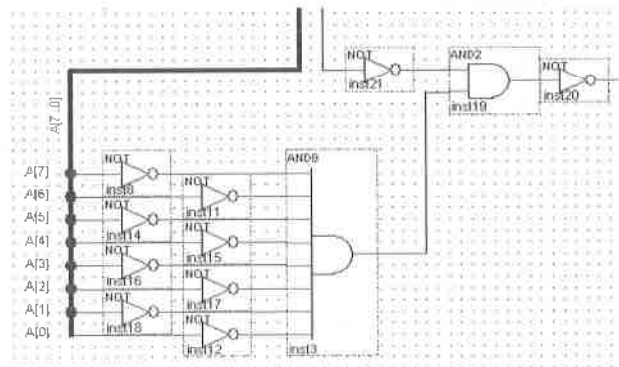 NOT
inst21
AND2
inst19
NOT
inst20
A[7..0]
A[7]
A[6]
A[5]
A[4]
A[3]
A[2]
A[1]
A[0]
NOT
inst8
NOT
inst11
NOT
inst14
NOT
inst15
NOT
inst16
NOT
inst17
NOT
inst18
NOT
inst12
AND8
inst3